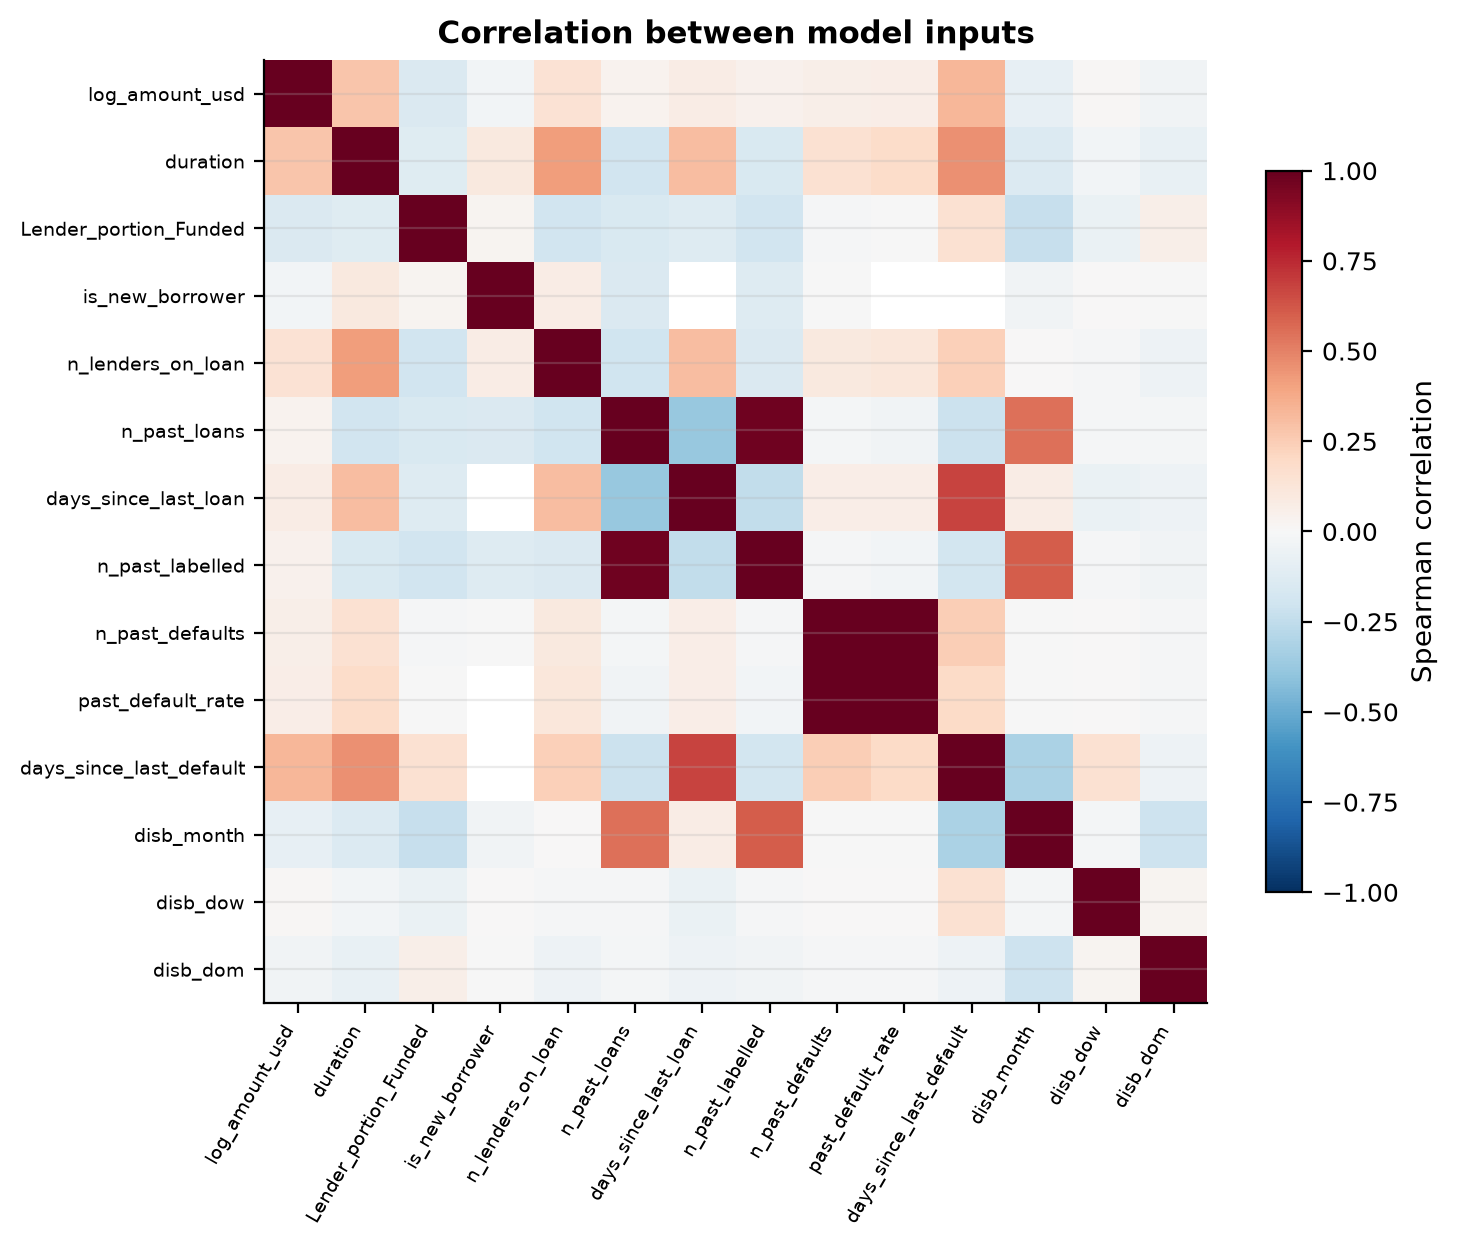 Correlation between model inputs
log_amount_usd
duration
Lender_portion_Funded
is_new_borrower
n_lenders_on_loan
n_past_loans
days_since_last_loan
n_past_labelled
n_past_defaults
past_default_rate
days_since_last_default
disb_month
disb_dow
disb_dom
log_amount_usd
duration
Lender_portion_Funded
is_new_borrower
n_lenders_on_loan
n_past_loans
days_since_last_loan
n_past_labelled
n_past_defaults
past_default_rate
days_since_last_default
disb_month
disb_dow
disb_dom
1.00
0.75
0.50
0.25
0.00
−0.25
−0.50
−0.75
−1.00
Spearman correlation